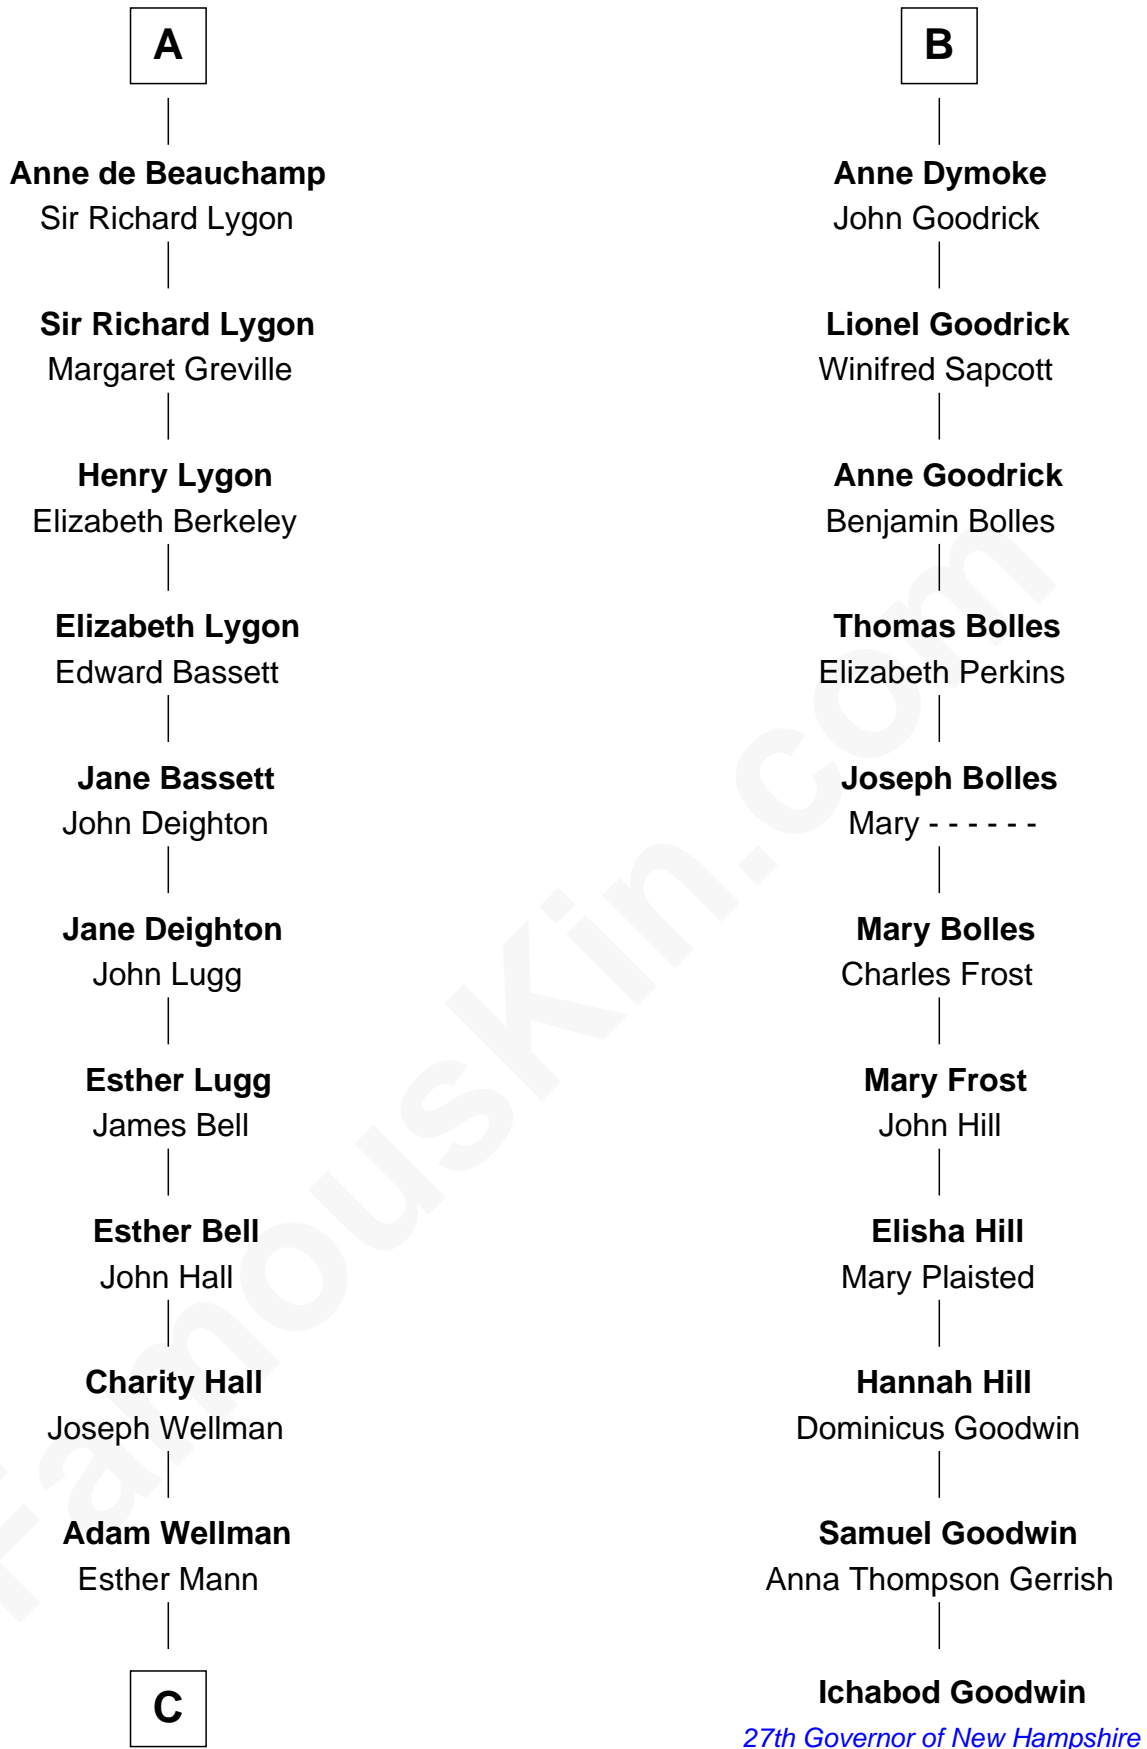 A
Anne de Beauchamp
Sir Richard Lygon
Sir Richard Lygon
Margaret Greville
Henry Lygon
Elizabeth Berkeley
Elizabeth Lygon
Edward Bassett
Jane Bassett
John Deighton
Jane Deighton
John Lugg
Esther Lugg
James Bell
Esther Bell
John Hall
Charity Hall
Joseph Wellman
Adam Wellman
Esther Mann
C
B
Anne Dymoke
John Goodrick
Lionel Goodrick
Winifred Sapcott
Anne Goodrick
Benjamin Bolles
Thomas Bolles
Elizabeth Perkins
Joseph Bolles
Mary - - - - - -
Mary Bolles
Charles Frost
Mary Frost
John Hill
Elisha Hill
Mary Plaisted
Hannah Hill
Dominicus Goodwin
Samuel Goodwin
Anna Thompson Gerrish
Ichabod Goodwin
27th Governor of New Hampshire
FamousKin.com